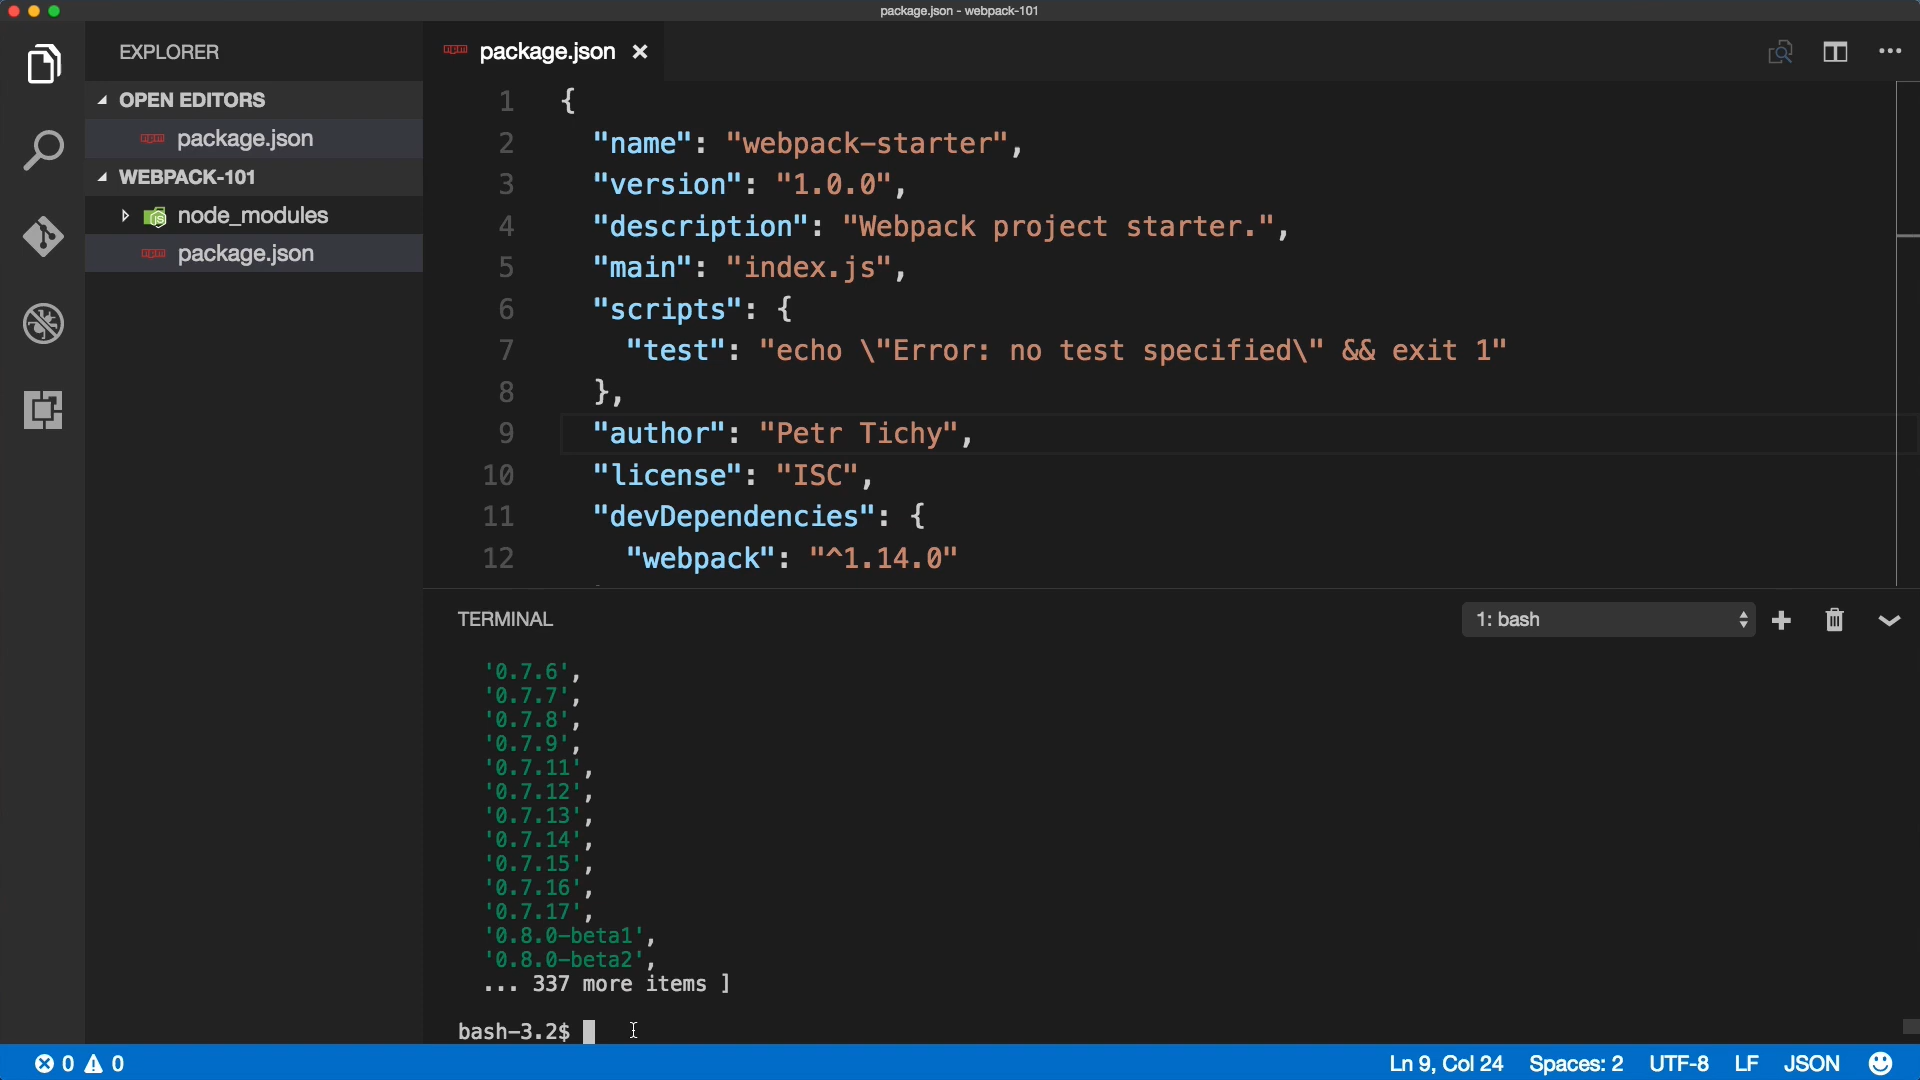 package.json - webpack-101
EXPLORER
OPEN EDITORS
package.json
WEBPACK-101
node_modules
package.json
package.json
1 {
2 "name": "webpack-starter",
3 "version": "1.0.0",
4 "description": "Webpack project starter.",
5 "main": "index.js",
6 "scripts": {
7 "test": "echo \"Error: no test specified\" && exit 1"
8 },
9 "author": "Petr Tichy",
10 "license": "ISC",
11 "devDependencies": {
12 "webpack": "^1.14.0"
TERMINAL
1: bash
'0.7.6',
'0.7.7',
'0.7.8',
'0.7.9',
'0.7.11',
'0.7.12',
'0.7.13',
'0.7.14',
'0.7.15',
'0.7.16',
'0.7.17',
'0.8.0-beta1',
'0.8.0-beta2',
... 337 more items ]
bash-3.2$
0 0 Ln 9, Col 24 Spaces: 2 UTF-8 LF JSON